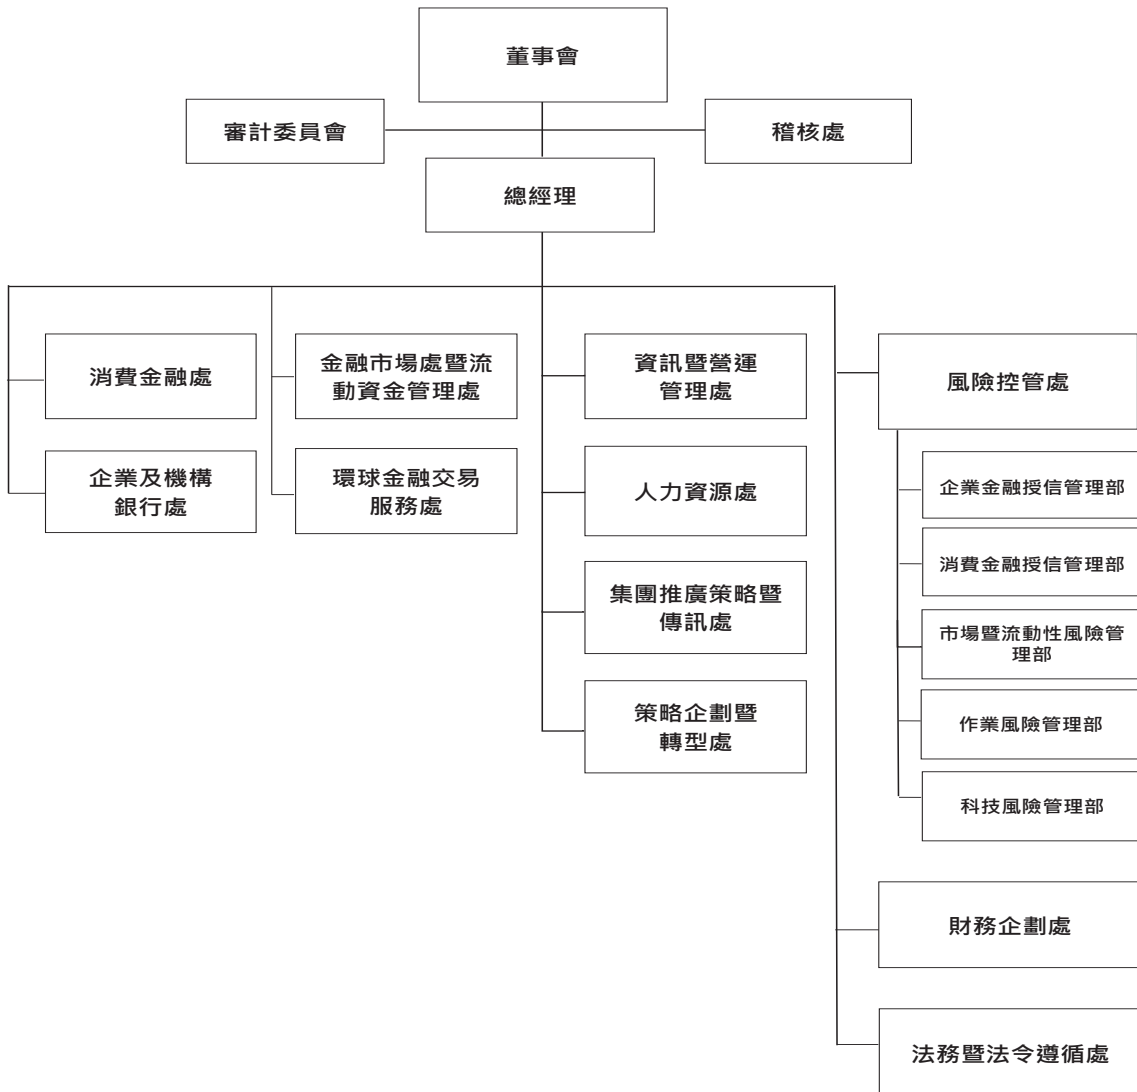 董事會
審計委員會
稽核處
總經理
消費金融處
金融市場處暨流
動資金管理處
資訊暨營運
管理處
風險控管處
企業及機構
銀行處
環球金融交易
服務處
人力資源處
企業金融授信管理部
消費金融授信管理部
集團推廣策略暨
傳訊處
市場暨流動性風險管
理部
策略企劃暨
轉型處
作業風險管理部
科技風險管理部
財務企劃處
法務暨法令遵循處